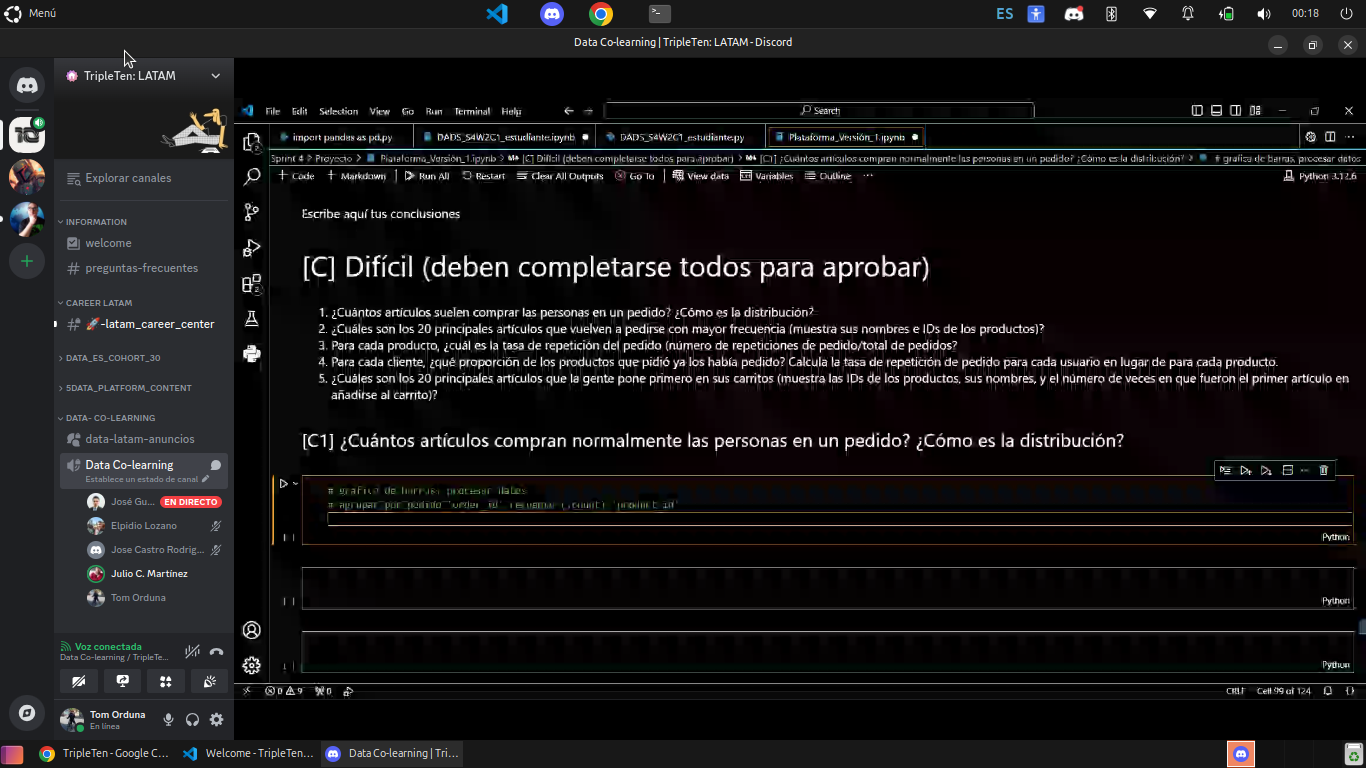 Menú
ES
00:18
Data Co-learning | TripleTen: LATAM - Discord
TripleTen: LATAM
Explorar canales
INFORMATION
welcome
preguntas-frecuentes
CAREER LATAM
-latam_career_center
DATA_ES_COHORT_30
5DATA_PLATFORM_CONTENT
DATA- CO-LEARNING
data-latam-anuncios
Data Co-learning
Establece un estado de canal
José Gu... EN DIRECTO
Elpidio Lozano
Jose Castro Rodrig...
Julio C. Martínez
Tom Orduna
Voz conectada
Data Co-learning / TripleTe...
Tom Orduna
En línea
File Edit Selection View Go Run Terminal Help
Search
import pandas as pd.py
DADS_S4W2C1_estudiante.ipynb
DADS_S4W2C1_estudiante.py
Plataforma_Versión_1.ipynb
Sprint 4 > Proyecto > Plataforma_Versión_1.ipynb > [C] Difícil (deben completarse todos para aprobar) > [C1] ¿Cuántos artículos compran normalmente las personas en un pedido? ¿Cómo es la distribución? > # grafica de barras, procesar datos
+ Code + Markdown Run All Restart Clear All Outputs Go To View data Variables Outline ... Python 3.12.6
Escribe aquí tus conclusiones
[C] Difícil (deben completarse todos para aprobar)
1. ¿Cuántos artículos suelen comprar las personas en un pedido? ¿Cómo es la distribución?
2. ¿Cuáles son los 20 principales artículos que vuelven a pedirse con mayor frecuencia (muestra sus nombres e IDs de los productos)?
3. Para cada producto, ¿cuál es la tasa de repetición del pedido (número de repeticiones de pedido/total de pedidos?
4. Para cada cliente, ¿qué proporción de los productos que pidió ya los había pedido? Calcula la tasa de repetición de pedido para cada usuario en lugar de para cada producto.
5. ¿Cuáles son los 20 principales artículos que la gente pone primero en sus carritos (muestra las IDs de los productos, sus nombres, y el número de veces en que fueron el primer artículo en
añadirse al carrito)?
[C1] ¿Cuántos artículos compran normalmente las personas en un pedido? ¿Cómo es la distribución?
# grafica de barras, procesar datos
# agrupar por pedido 'order_id' (.count) 'product_id'
[ ] Python
[ ] Python
[ ] Python
0 9 0
CRLF Cell 99 of 124
TripleTen - Google C...
Welcome - TripleTen...
Data Co-learning | Tri...